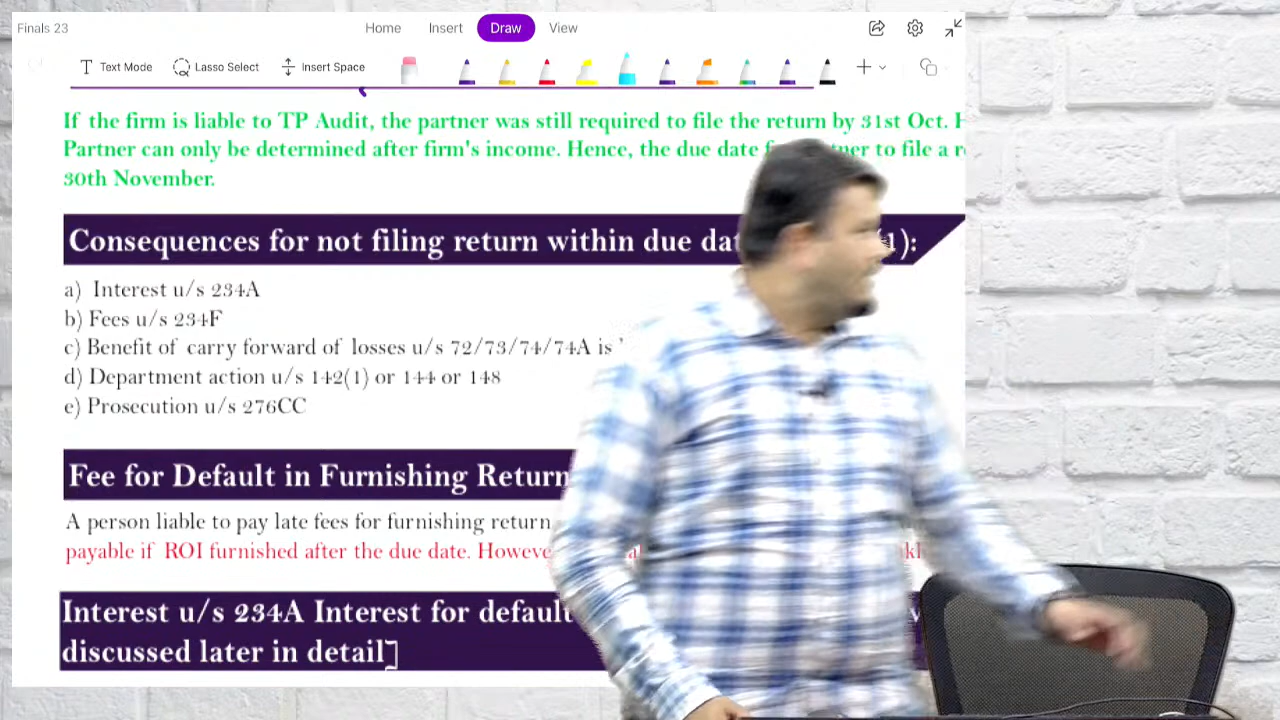 Finals 23
Home Insert Draw View
Text Mode Lasso Select Insert Space
If the firm is liable to TP Audit, the partner was still required to file the return by 31st Oct.
Partner can only be determined after firm's income. Hence, the due date to file a
30th November.
Consequences for not filing return within due
a) Interest u/s 234A
b) Fees u/s 234F
c) Benefit of carry forward of losses u/s 72/73/74/74A is
d) Department action u/s 142(1) or 144 or 148
e) Prosecution u/s 276CC
Fee for Default in Furnishing Return
A person liable to pay late fees for furnishing return
payable if ROI furnished after the due date.
Interest u/s 234A Interest for default
discussed later in detail]